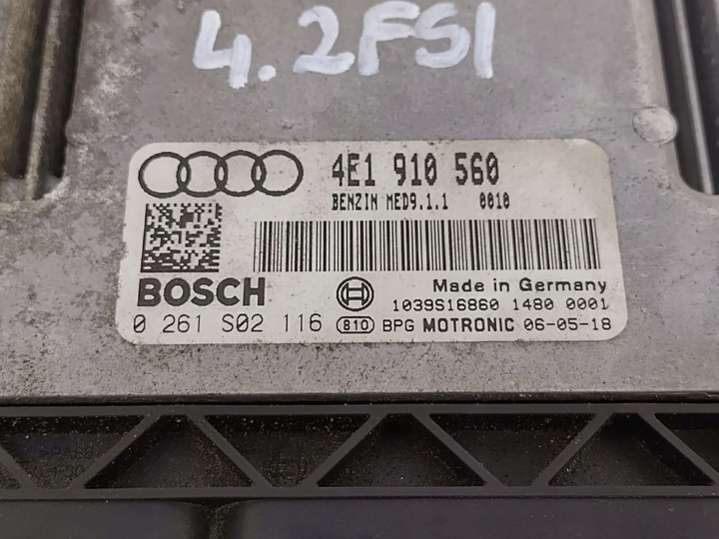 4.2FSI
4E1 910 560
BENZIN MED9.1.1 0010
BOSCH
Made in Germany
1039S16860 1480 0001
0 261 S02 116 810 BPG MOTRONIC 06-05-18